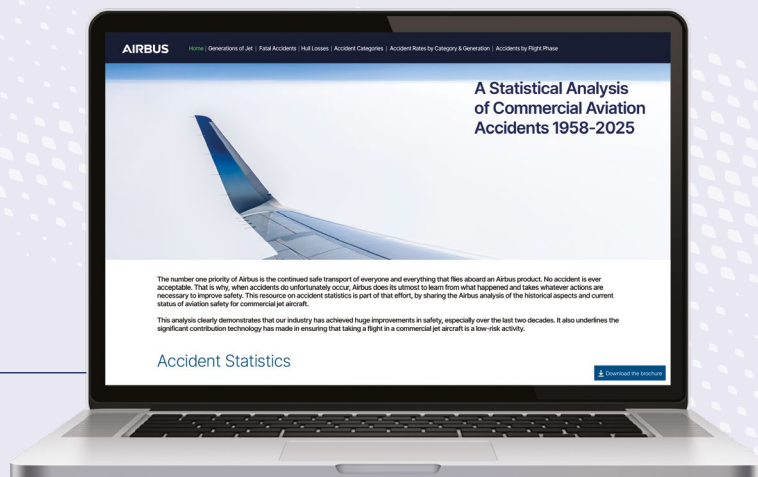 AIRBUS
Home | Generations of Jet | Fatal Accidents | Hull Losses | Accident Categories | Accident Rates by Category & Generation | Accidents by Flight Phase
A Statistical Analysis
of Commercial Aviation
Accidents 1958-2025
The number one priority of Airbus is the continued safe transport of everyone and everything that flies aboard an Airbus product. No accident is ever
acceptable. That is why, when accidents do unfortunately occur, Airbus does its utmost to learn from what happened and takes whatever actions are
necessary to improve safety. This resource on accident statistics is part of that effort, by sharing the Airbus analysis of the historical aspects and current
status of aviation safety for commercial jet aircraft.
This analysis clearly demonstrates that our industry has achieved huge improvements in safety, especially over the last two decades. It also underlines the
significant contribution technology has made in ensuring that taking a flight in a commercial jet aircraft is a low-risk activity.
Accident Statistics
Download the brochure